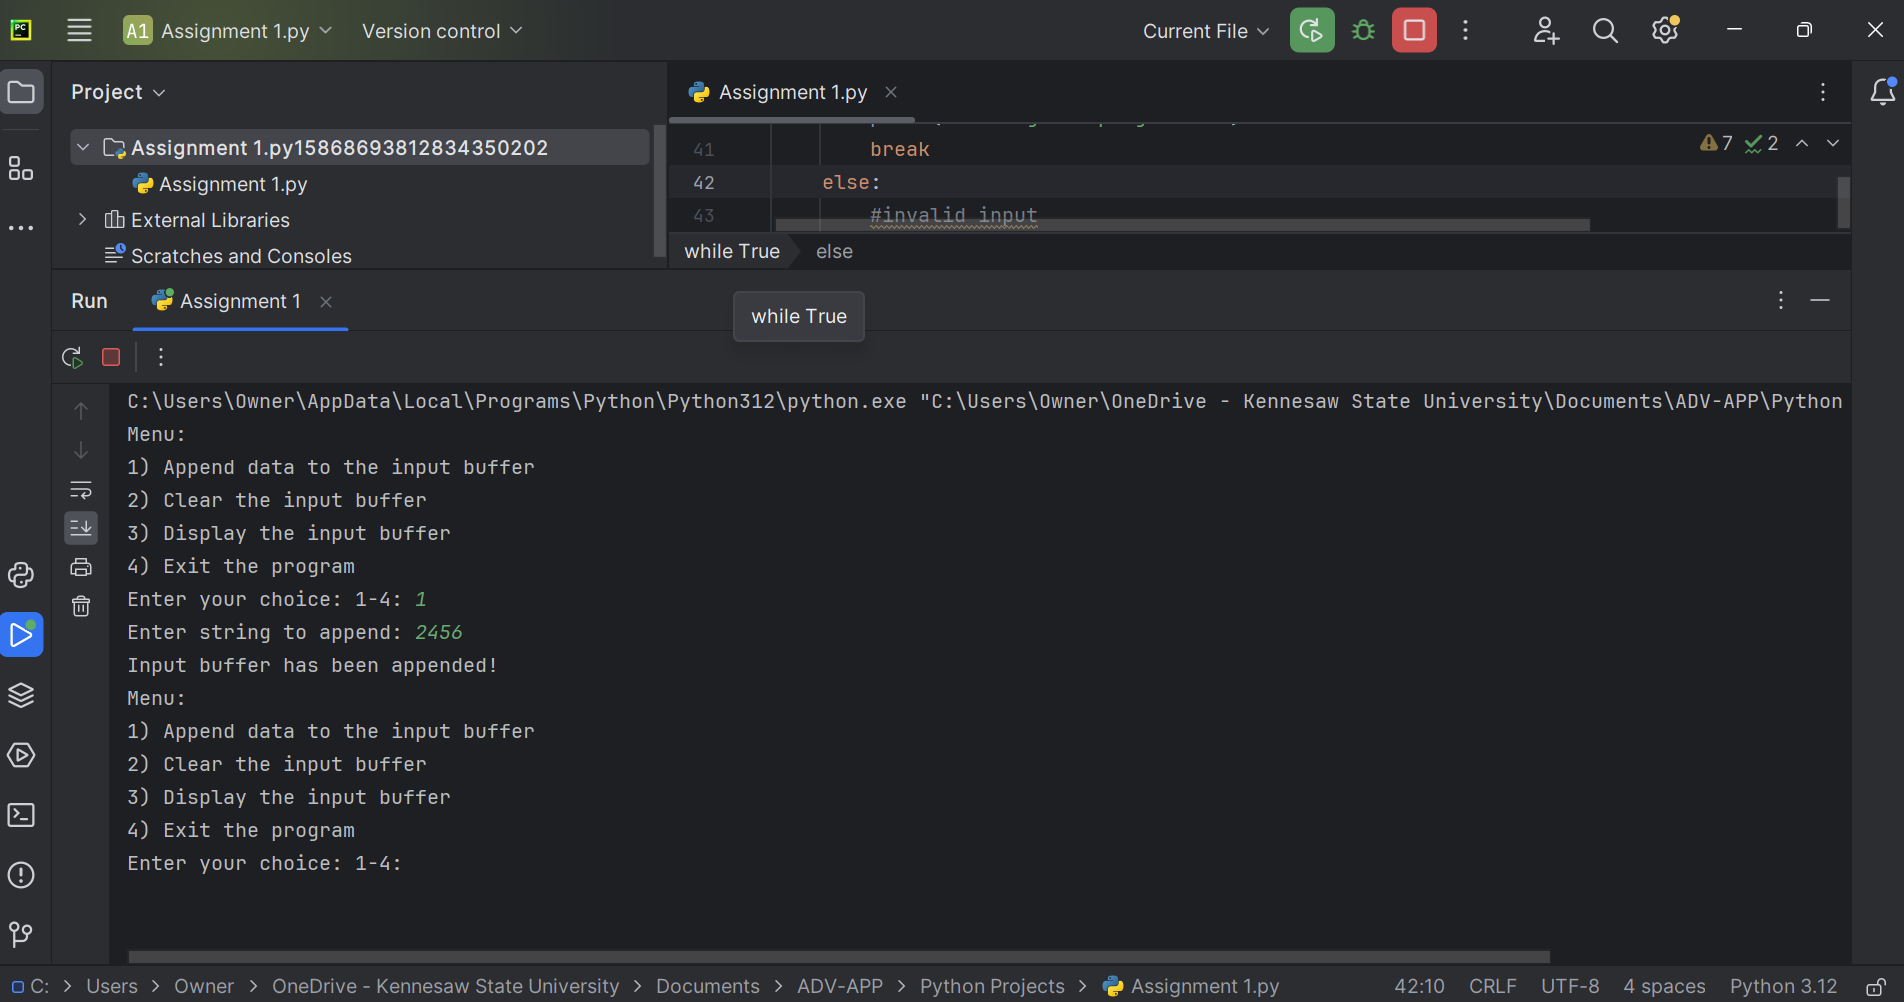 PC
A1 Assignment 1.py Version control Current File
Project
Assignment 1.py
Assignment 1.py15868693812834350202
Assignment 1.py
External Libraries
Scratches and Consoles
41 break
42 else:
43 #invalid input
7 2
while True else
Run Assignment 1
while True
C:\Users\Owner\AppData\Local\Programs\Python\Python312\python.exe "C:\Users\Owner\OneDrive - Kennesaw State University\Documents\ADV-APP\Python
Menu:
1) Append data to the input buffer
2) Clear the input buffer
3) Display the input buffer
4) Exit the program
Enter your choice: 1-4: 1
Enter string to append: 2456
Input buffer has been appended!
Menu:
1) Append data to the input buffer
2) Clear the input buffer
3) Display the input buffer
4) Exit the program
Enter your choice: 1-4:
C: > Users > Owner > OneDrive - Kennesaw State University > Documents > ADV-APP > Python Projects > Assignment 1.py 42:10 CRLF UTF-8 4 spaces Python 3.12